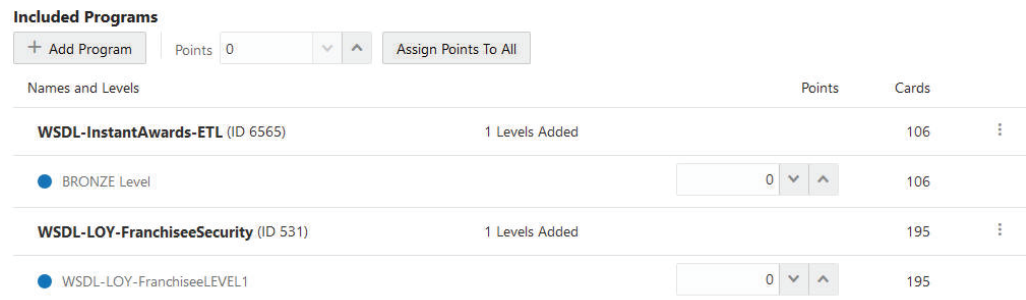 Included Programs
+ Add Program Points 0 Assign Points To All
Names and Levels Points Cards
WSDL-InstantAwards-ETL (ID 6565) 1 Levels Added 106
BRONZE Level 0 106
WSDL-LOY-FranchiseeSecurity (ID 531) 1 Levels Added 195
WSDL-LOY-FranchiseeLEVEL1 0 195